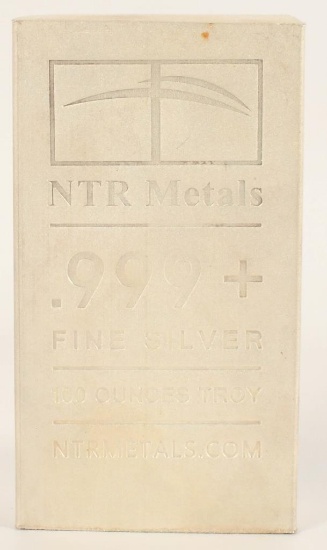 NTR Metals
.999+
FINE SILVER
100 OUNCES TROY
NTRMETALS.COM